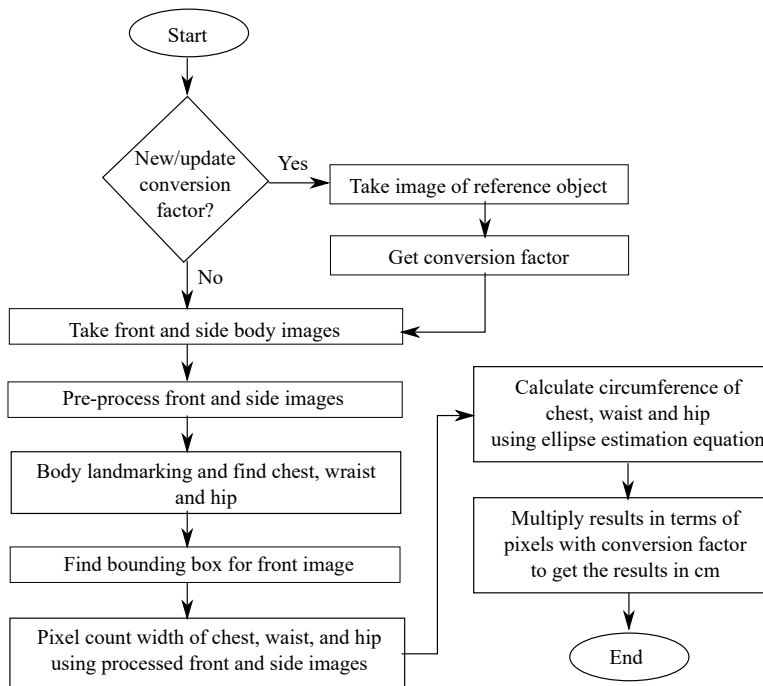 Start
New/update
conversion
factor?
Yes
Take image of reference object
Get conversion factor
No
Take front and side body images
Pre-process front and side images
Body landmarking and find chest, wraist
and hip
Find bounding box for front image
Pixel count width of chest, waist, and hip
using processed front and side images
Calculate circumference of
chest, waist and hip
using ellipse estimation equation
Multiply results in terms of
pixels with conversion factor
to get the results in cm
End